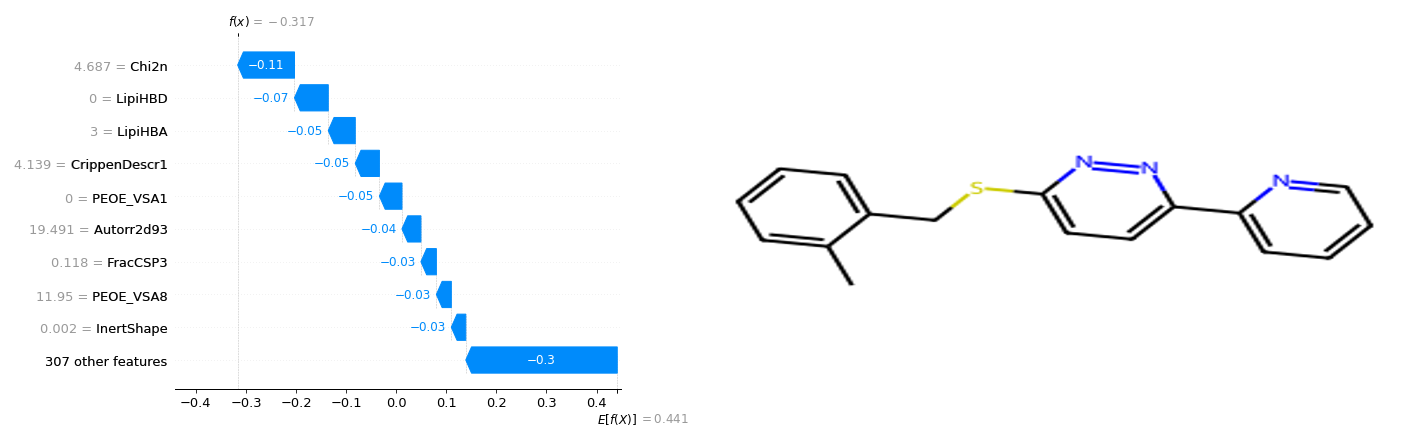 f(x) = −0.317
4.687 = Chi2n −0.11
0 = LipiHBD −0.07
3 = LipiHBA −0.05
4.139 = CrippenDescr1 −0.05
0 = PEOE_VSA1 −0.05
19.491 = Autorr2d93 −0.04
0.118 = FracCSP3 −0.03
11.95 = PEOE_VSA8 −0.03
0.002 = InertShape −0.03
307 other features −0.3
−0.4 −0.3 −0.2 −0.1 0.0 0.1 0.2 0.3 0.4
E[f(X)] = 0.441
N N
S
N